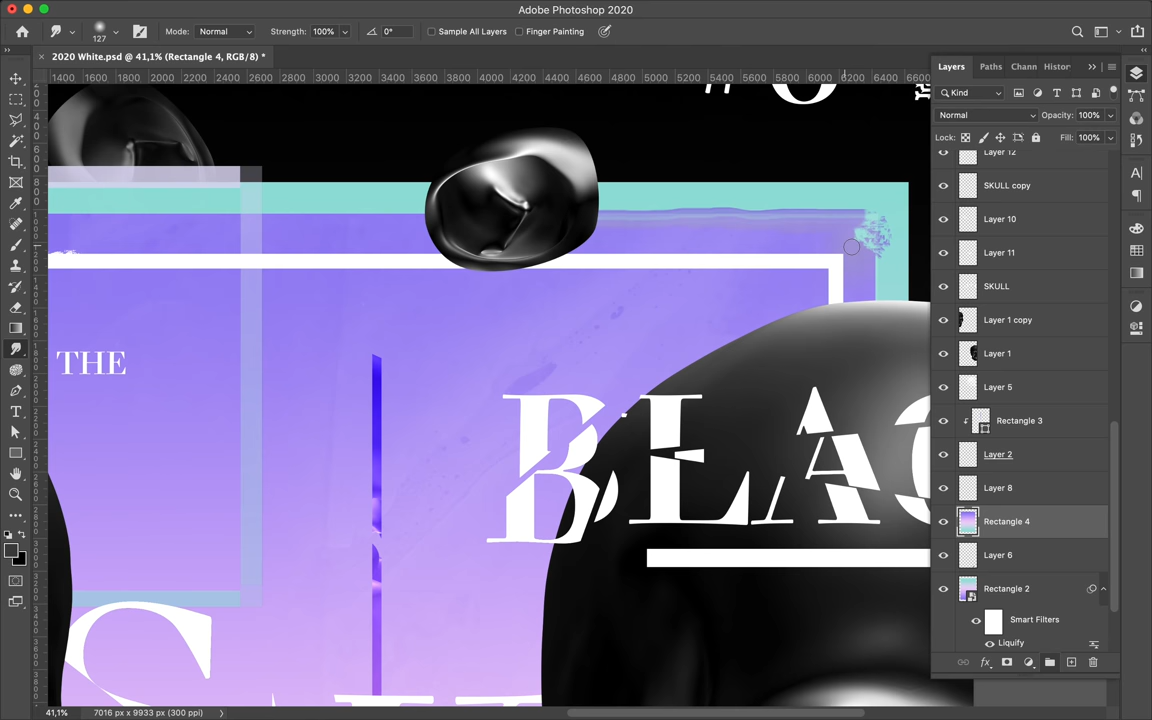 Adobe Photoshop 2020
127
Mode: Normal
Strength: 100%
0°
Sample All Layers
Finger Painting
2020 White.psd @ 41,1% (Rectangle 4, RGB/8) *
1400 1600 1800 2000 2200 2400 2600 2800 3000 3200 3400 3600 3800 4000 4200 4400 4600 4800 5000 5200 5400 5600 5800 6000 6200 6400 6600
THE
BLAC
Layers Paths Chann Histor
Kind
Normal
Opacity: 100%
Lock:
Fill: 100%
Layer 12
SKULL copy
Layer 10
Layer 11
SKULL
Layer 1 copy
Layer 1
Layer 5
Rectangle 3
Layer 2
Layer 8
Rectangle 4
Layer 6
Rectangle 2
Smart Filters
Liquify
41,1%
7016 px x 9933 px (300 ppi)